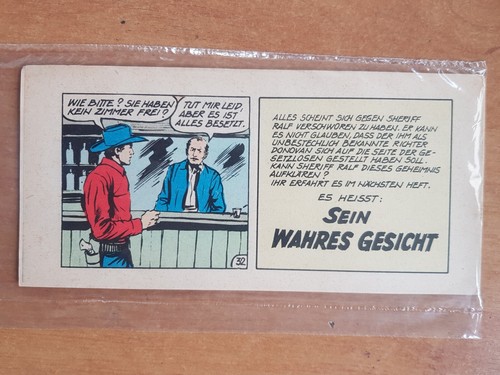 WIE BITTE? SIE HABEN
KEIN ZIMMER FREI?
TUT MIR LEID,
ABER ES IST
ALLES BESETZT.
32
ALLES SCHEINT SICH GEGEN SHERIFF
RALF VERSCHWÖREN ZU HABEN. ER KANN
ES NICHT GLAUBEN, DASS DER IHM ALS
UNBESTECHLICH BEKANNTE RICHTER
DONOVAN SICH AUF DIE SEITE DER GE-
SETZLOSEN GESTELLT HABEN SOLL.
KANN SHERIFF RALF DIESES GEHEIMNIS
AUFKLÄREN?
IHR ERFAHRT ES IM NÄCHSTEN HEFT.
ES HEISST:
SEIN
WAHRES GESICHT